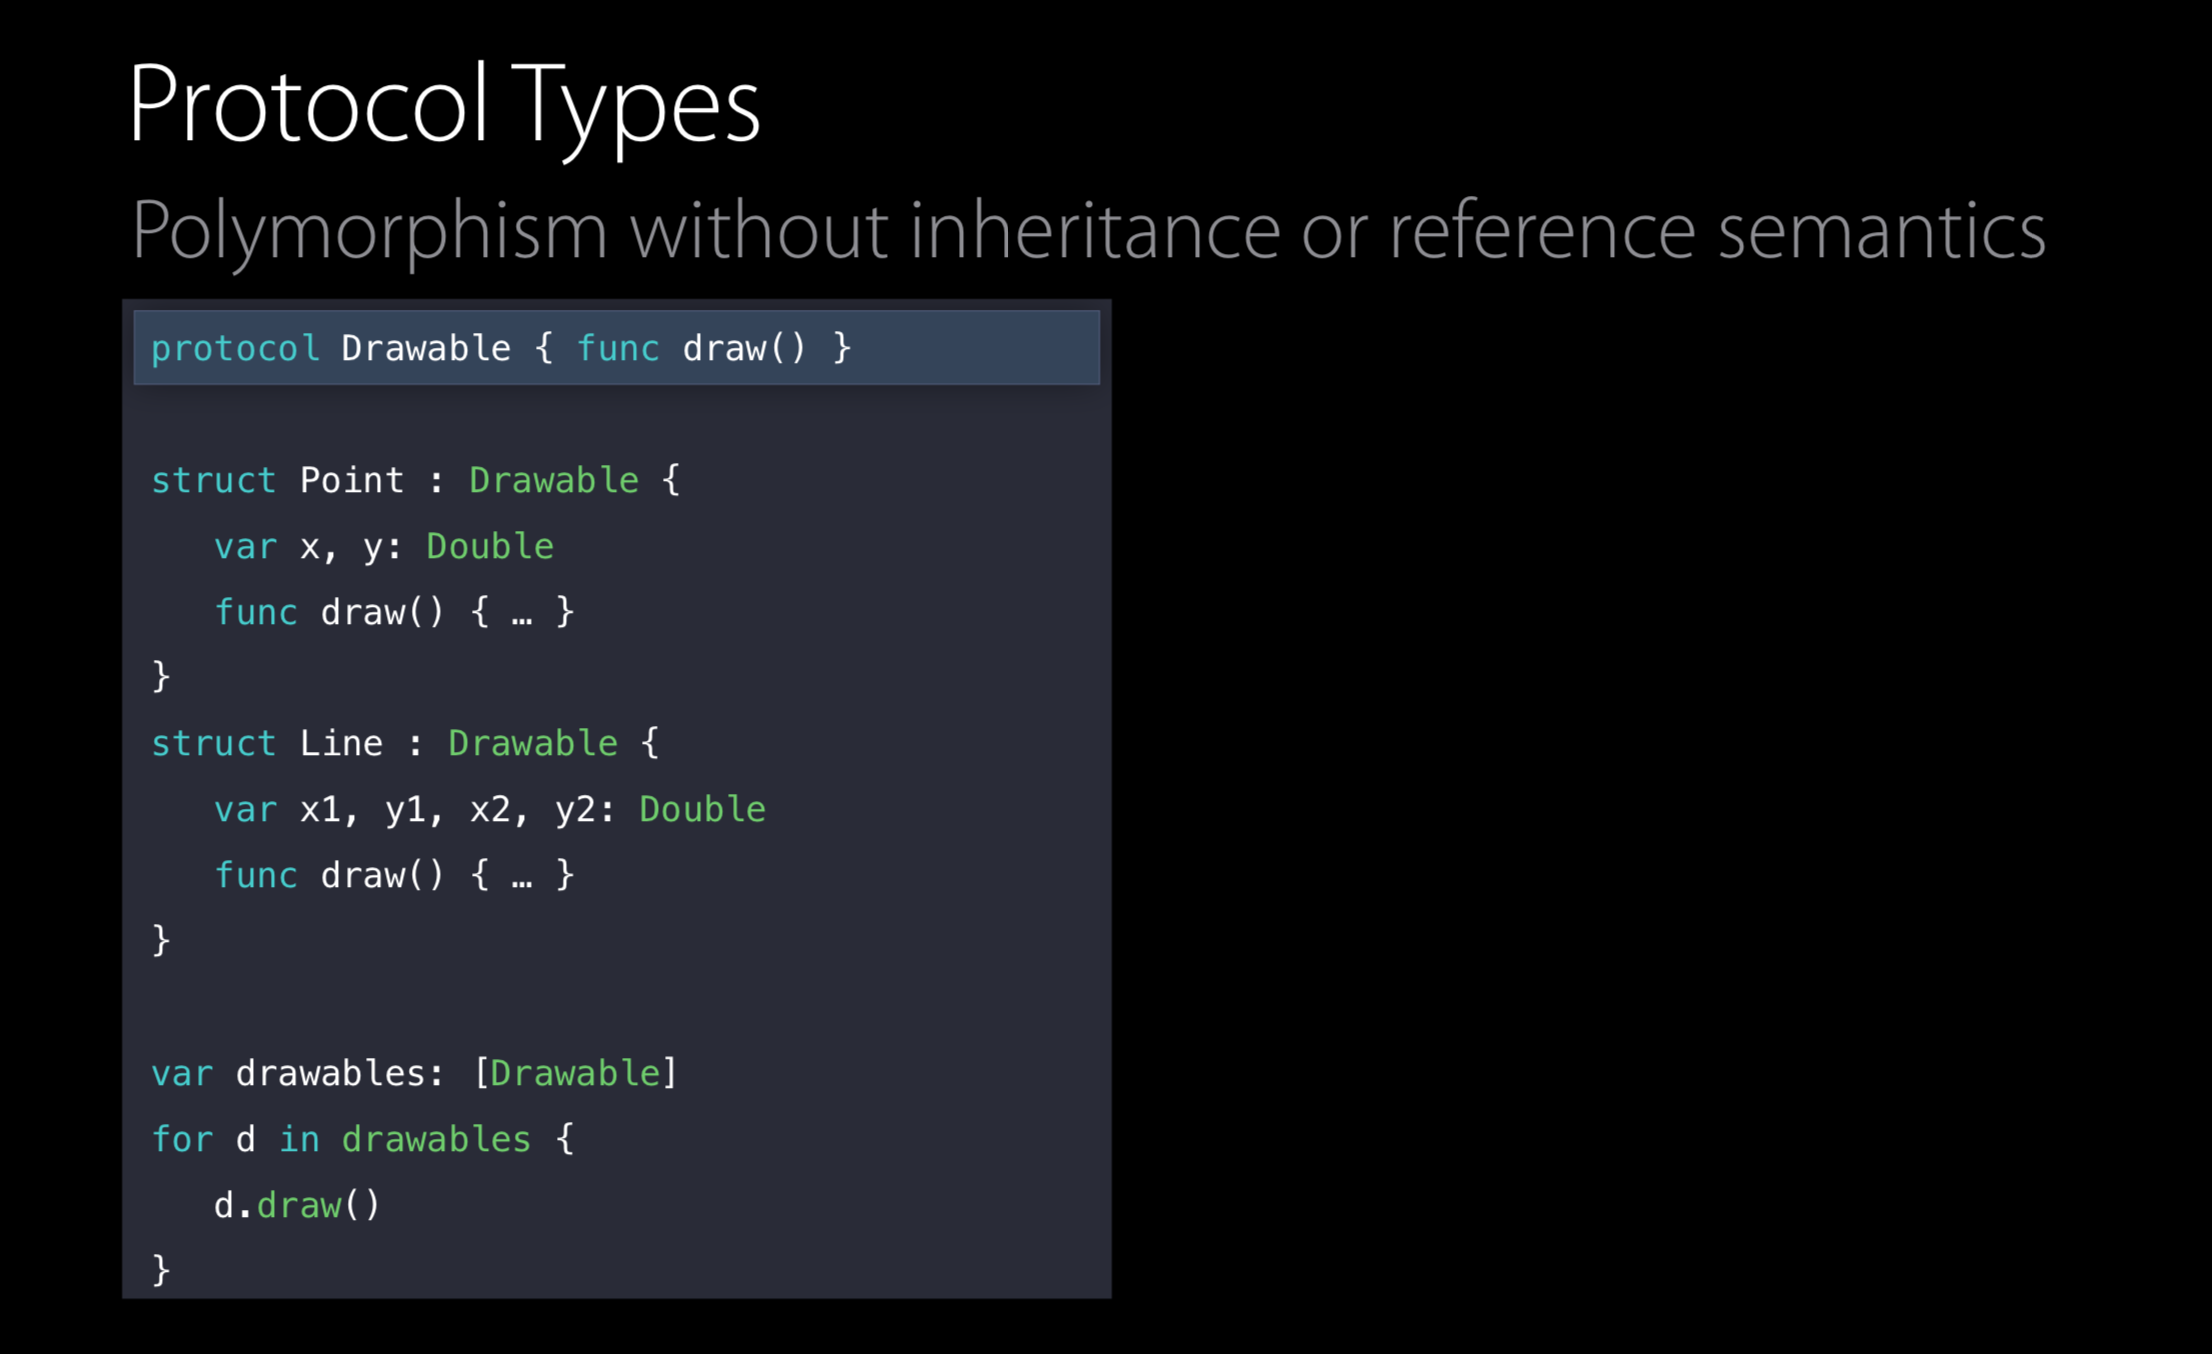 Protocol Types
Polymorphism without inheritance or reference semantics
protocol Drawable { func draw() }
struct Point : Drawable {
   var x, y: Double
   func draw() { … }
}
struct Line : Drawable {
   var x1, y1, x2, y2: Double
   func draw() { … }
}
var drawables: [Drawable]
for d in drawables {
   d.draw()
}